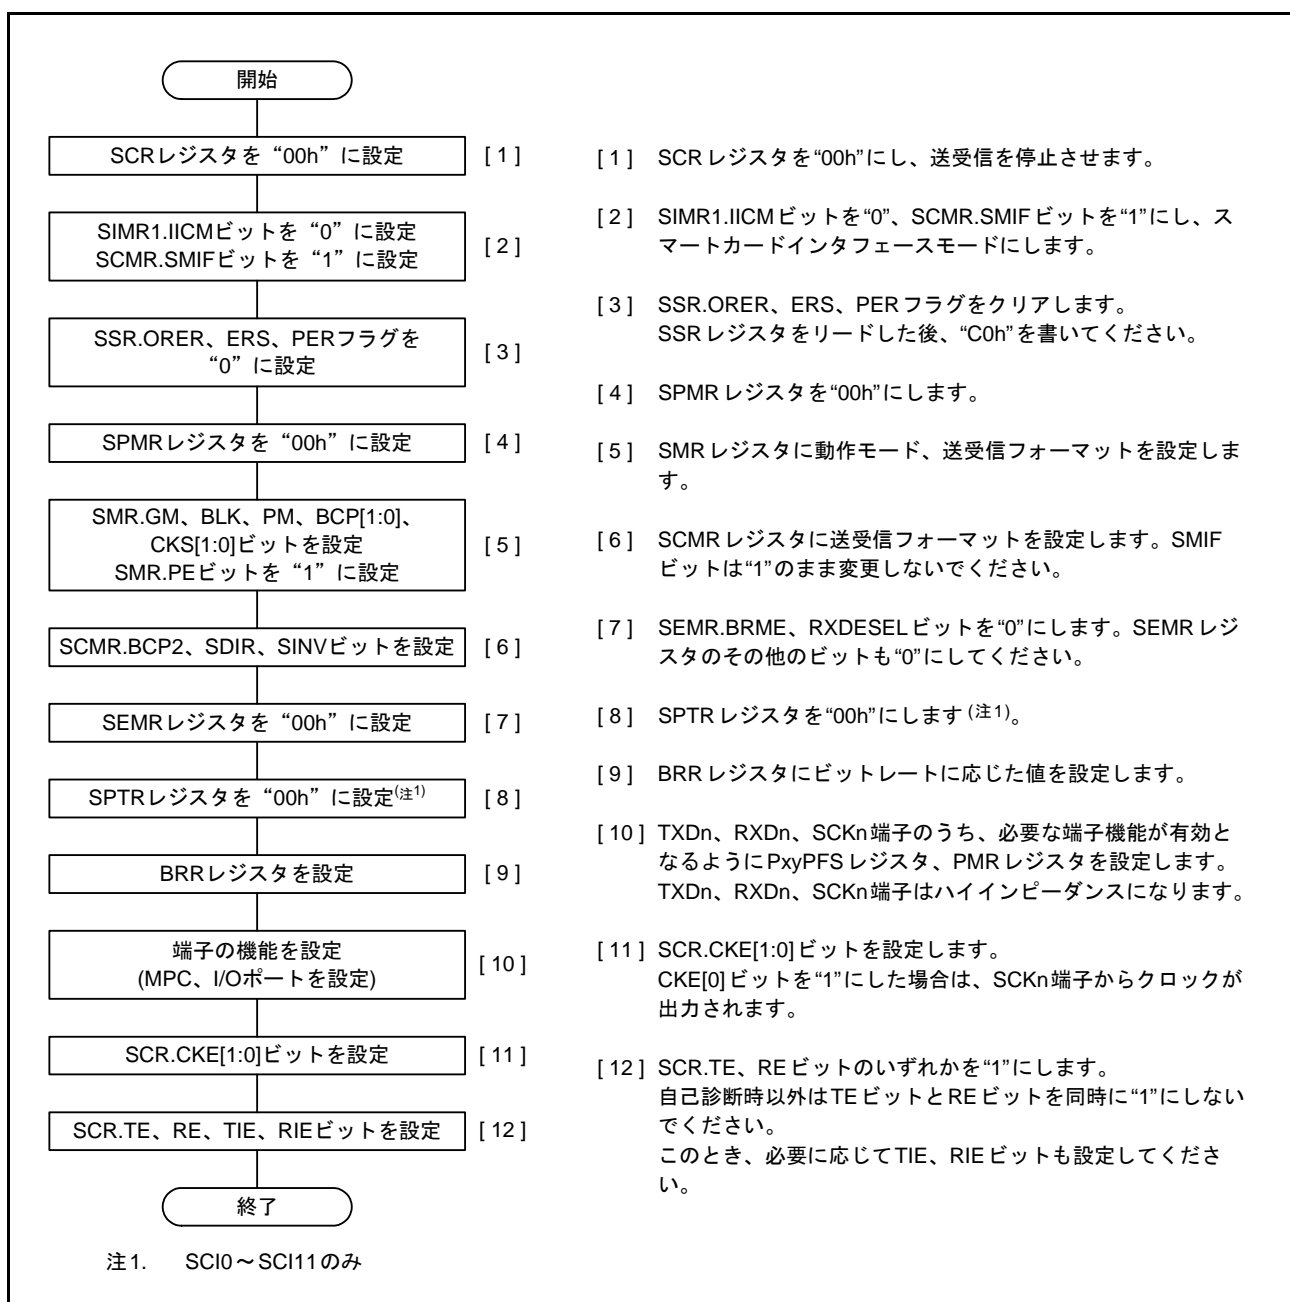 開始
SCRレジスタを“00h”に設定
[ 1 ]
SIMR1.IICMビットを“0”に設定
SCMR.SMIFビットを“1”に設定
[ 2 ]
SSR.ORER、ERS、PERフラグを
“0”に設定
[ 3 ]
SPMRレジスタを“00h”に設定
[ 4 ]
SMR.GM、BLK、PM、BCP[1:0]、
CKS[1:0]ビットを設定
SMR.PEビットを“1”に設定
[ 5 ]
SCMR.BCP2、SDIR、SINVビットを設定
[ 6 ]
SEMRレジスタを“00h”に設定
[ 7 ]
SPTRレジスタを“00h”に設定(注1)
[ 8 ]
BRRレジスタを設定
[ 9 ]
端子の機能を設定
(MPC、I/Oポートを設定)
[ 10 ]
SCR.CKE[1:0]ビットを設定
[ 11 ]
SCR.TE、RE、TIE、RIEビットを設定
[ 12 ]
終了
注1. SCI0～SCI11のみ
[ 1 ] SCRレジスタを“00h”にし、送受信を停止させます。
[ 2 ] SIMR1.IICMビットを“0”、SCMR.SMIFビットを“1”にし、ス
マートカードインタフェースモードにします。
[ 3 ] SSR.ORER、ERS、PERフラグをクリアします。
SSRレジスタをリードした後、“C0h”を書いてください。
[ 4 ] SPMRレジスタを“00h”にします。
[ 5 ] SMRレジスタに動作モード、送受信フォーマットを設定しま
す。
[ 6 ] SCMRレジスタに送受信フォーマットを設定します。SMIF
ビットは“1”のまま変更しないでください。
[ 7 ] SEMR.BRME、RXDESELビットを“0”にします。SEMRレジ
スタのその他のビットも“0”にしてください。
[ 8 ] SPTRレジスタを“00h”にします(注1)。
[ 9 ] BRRレジスタにビットレートに応じた値を設定します。
[ 10 ] TXDn、RXDn、SCKn端子のうち、必要な端子機能が有効と
なるようにPxyPFSレジスタ、PMRレジスタを設定します。
TXDn、RXDn、SCKn端子はハイインピーダンスになります。
[ 11 ] SCR.CKE[1:0]ビットを設定します。
CKE[0]ビットを“1”にした場合は、SCKn端子からクロックが
出力されます。
[ 12 ] SCR.TE、REビットのいずれかを“1”にします。
自己診断時以外はTEビットとREビットを同時に“1”にしない
でください。
このとき、必要に応じてTIE、RIEビットも設定してくださ
い。